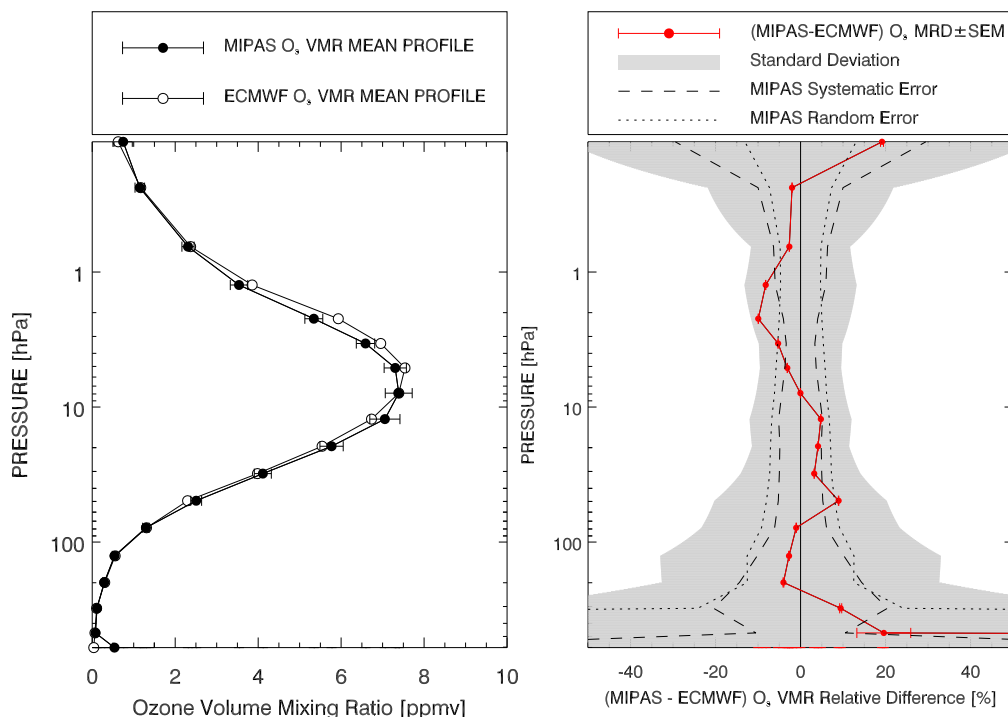 MIPAS O₃ VMR MEAN PROFILE
ECMWF O₃ VMR MEAN PROFILE
PRESSURE [hPa]
1
10
100
0 2 4 6 8 10
Ozone Volume Mixing Ratio [ppmv]
(MIPAS-ECMWF) O₃ MRD±SEM
Standard Deviation
MIPAS Systematic Error
MIPAS Random Error
PRESSURE [hPa]
1
10
100
-40 -20 0 20 40
(MIPAS - ECMWF) O₃ VMR Relative Difference [%]